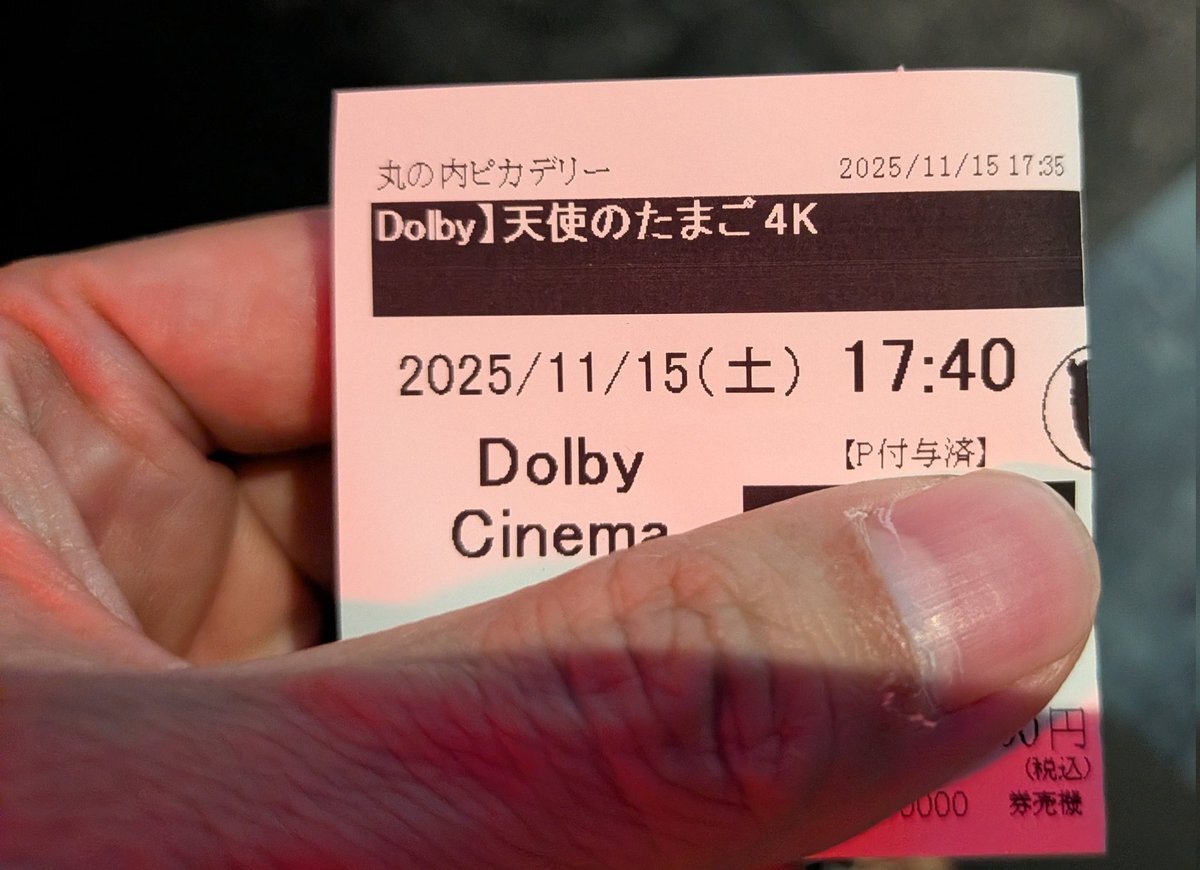 丸の内ピカデリー 2025/11/15 17:35
Dolby】天使のたまご 4K
2025/11/15(土) 17:40
Dolby
Cinema
【P付与済】
円
(税込)
0000 券売機